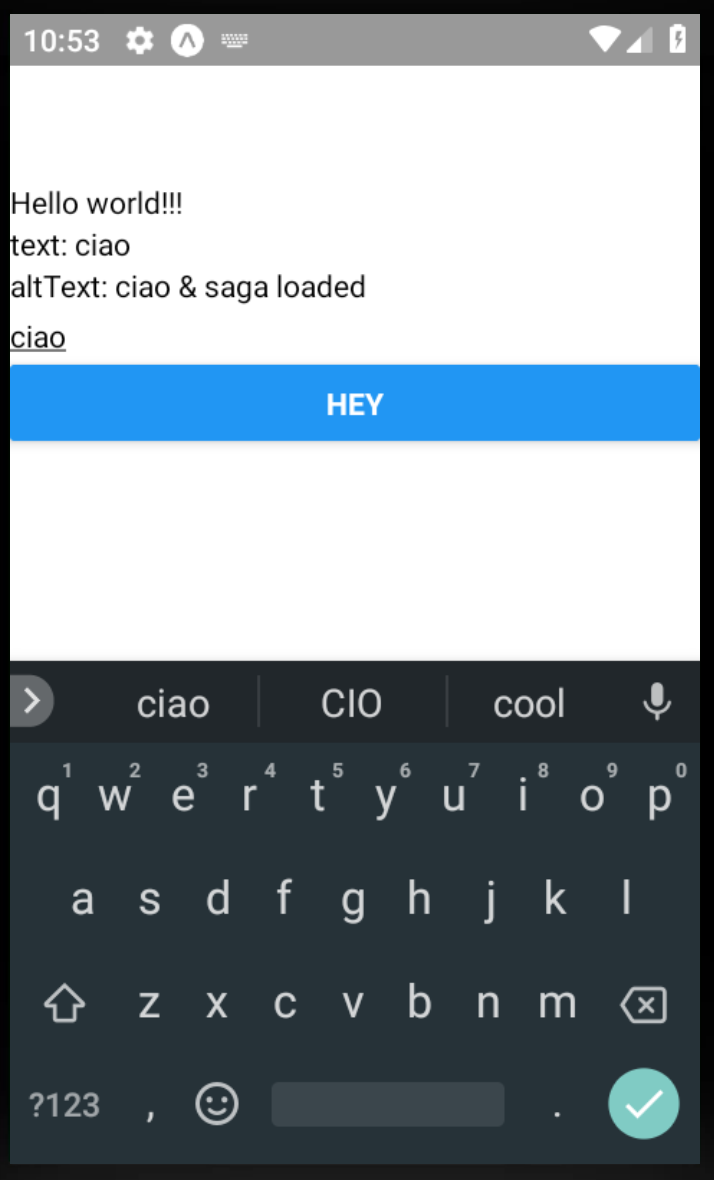 10:53
Hello world!!!
text: ciao
altText: ciao & saga loaded
ciao
HEY
ciao CIO cool
1 2 3 4 5 6 7 8 9 0
q w e r t y u i o p
a s d f g h j k l
z x c v b n m
?123 , .